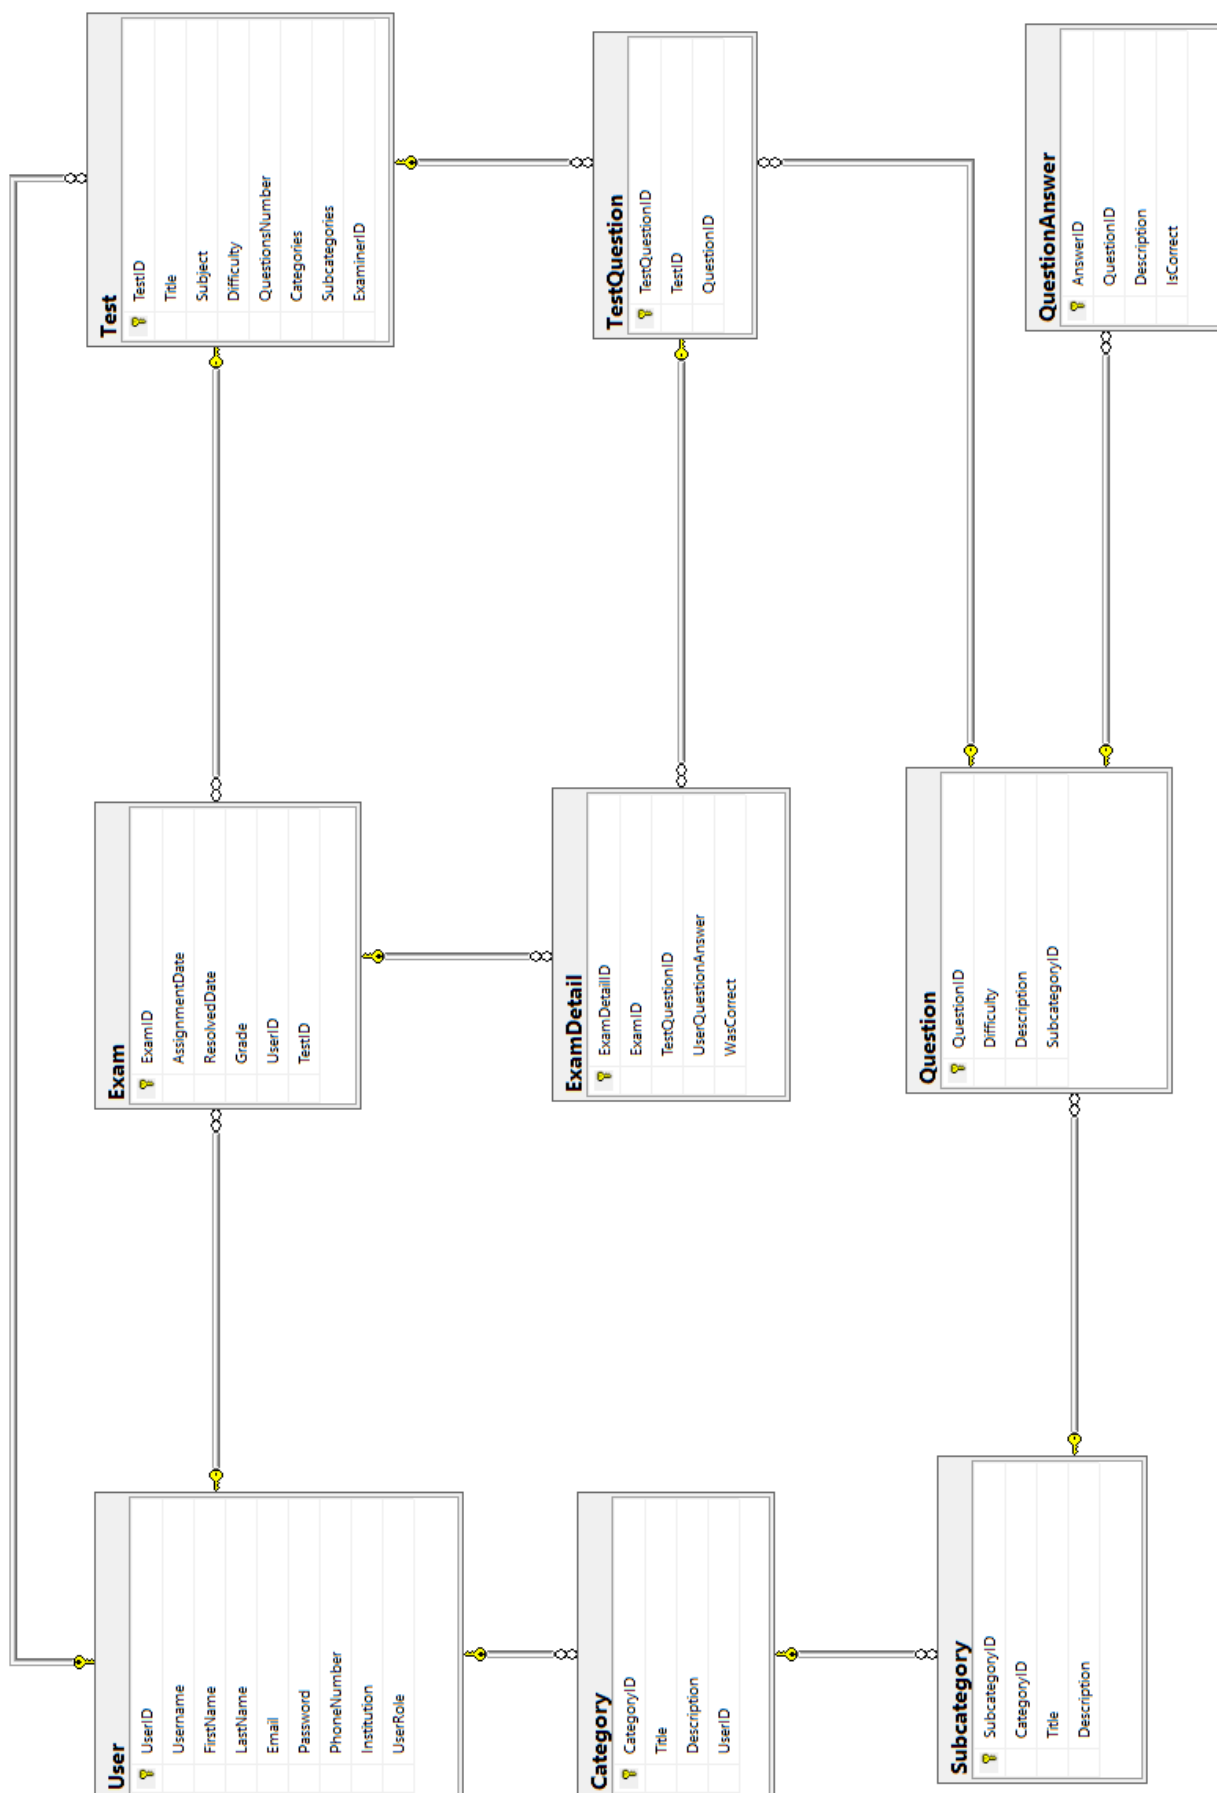 User
UserID
Username
FirstName
LastName
Email
Password
PhoneNumber
Institution
UserRole
Exam
ExamID
AssignmentDate
ResolvedDate
Grade
UserID
TestID
Test
TestID
Title
Subject
Difficulty
QuestionsNumber
Categories
Subcategories
ExaminerID
Category
CategoryID
Title
Description
UserID
ExamDetail
ExamDetailID
ExamID
TestQuestionID
UserQuestionAnswer
WasCorrect
TestQuestion
TestQuestionID
TestID
QuestionID
Subcategory
SubcategoryID
CategoryID
Title
Description
Question
QuestionID
Difficulty
Description
SubcategoryID
QuestionAnswer
AnswerID
QuestionID
Description
IsCorrect